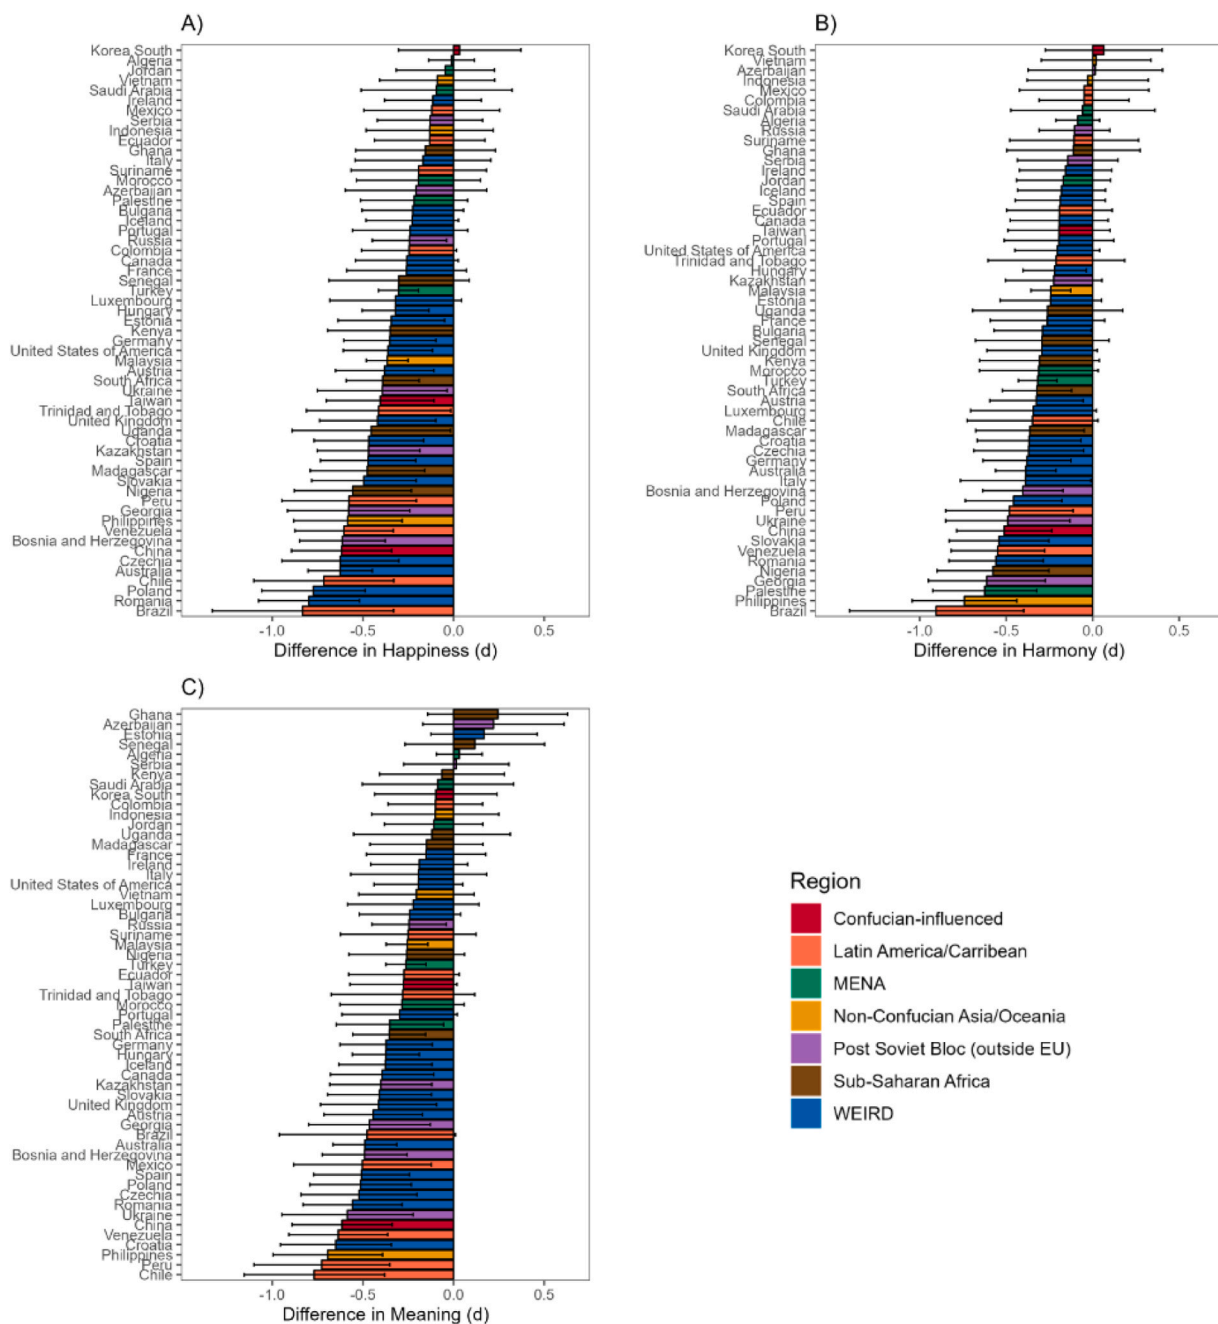 A)
Korea South
Algeria
Jordan
Vietnam
Saudi Arabia
Ireland
Mexico
Serbia
Indonesia
Ecuador
Ghana
Italy
Suriname
Morocco
Azerbaijan
Palestine
Bulgaria
Iceland
Portugal
Russia
Colombia
Canada
France
Senegal
Turkey
Luxembourg
Hungary
Estonia
Kenya
Germany
United States of America
Malaysia
Austria
South Africa
Ukraine
Taiwan
Trinidad and Tobago
United Kingdom
Uganda
Croatia
Kazakhstan
Spain
Madagascar
Slovakia
Nigeria
Peru
Georgia
Philippines
Venezuela
Bosnia and Herzegovina
China
Czechia
Australia
Chile
Poland
Romania
Brazil
-1.0 -0.5 0.0 0.5
Difference in Happiness (d)
B)
Korea South
Vietnam
Azerbaijan
Indonesia
Mexico
Colombia
Saudi Arabia
Algeria
Russia
Suriname
Ghana
Serbia
Ireland
Jordan
Iceland
Spain
Ecuador
Canada
Taiwan
Portugal
United States of America
Trinidad and Tobago
Hungary
Kazakhstan
Malaysia
Estonia
Uganda
France
Bulgaria
Senegal
United Kingdom
Kenya
Morocco
Turkey
South Africa
Austria
Luxembourg
Chile
Madagascar
Croatia
Czechia
Germany
Australia
Italy
Bosnia and Herzegovina
Poland
Peru
Ukraine
China
Slovakia
Venezuela
Romania
Nigeria
Georgia
Palestine
Philippines
Brazil
-1.0 -0.5 0.0 0.5
Difference in Harmony (d)
C)
Ghana
Azerbaijan
Estonia
Senegal
Algeria
Serbia
Kenya
Saudi Arabia
Korea South
Colombia
Indonesia
Jordan
Uganda
Madagascar
France
Ireland
Italy
United States of America
Vietnam
Luxembourg
Bulgaria
Russia
Suriname
Malaysia
Nigeria
Turkey
Ecuador
Taiwan
Trinidad and Tobago
Morocco
Portugal
Palestine
South Africa
Germany
Hungary
Iceland
Canada
Kazakhstan
Slovakia
United Kingdom
Austria
Georgia
Brazil
Australia
Bosnia and Herzegovina
Mexico
Spain
Poland
Czechia
Romania
Ukraine
China
Venezuela
Croatia
Philippines
Peru
Chile
-1.0 -0.5 0.0 0.5
Difference in Meaning (d)
Region
Confucian-influenced
Latin America/Carribean
MENA
Non-Confucian Asia/Oceania
Post Soviet Bloc (outside EU)
Sub-Saharan Africa
WEIRD